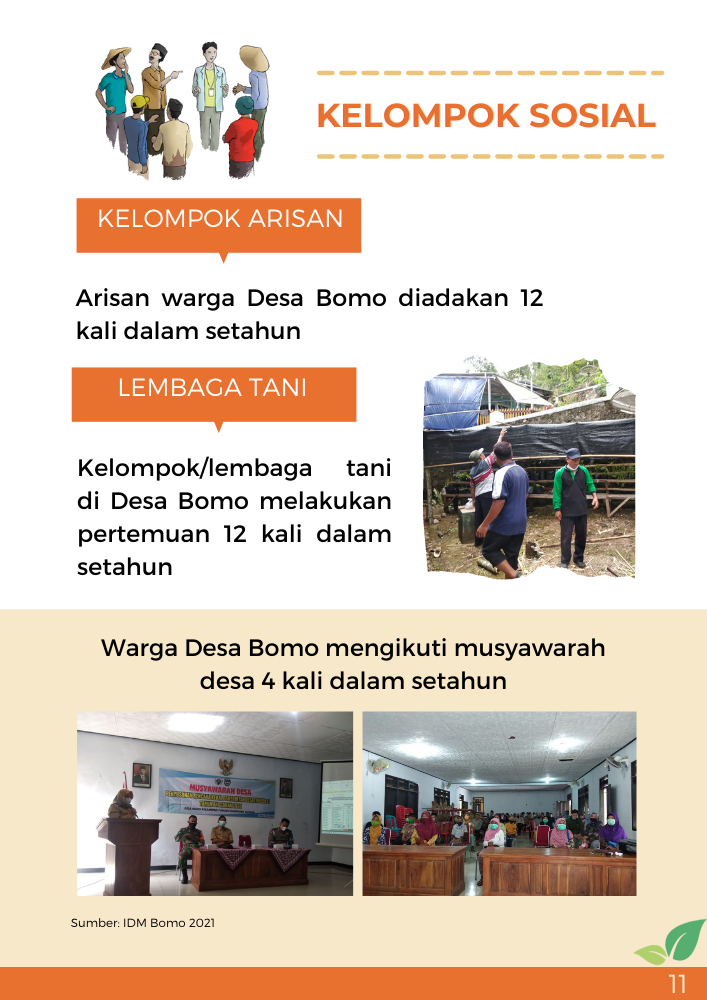 KELOMPOK SOSIAL
KELOMPOK ARISAN
Arisan warga Desa Bomo diadakan 12
kali dalam setahun
LEMBAGA TANI
Kelompok/lembaga tani
di Desa Bomo melakukan
pertemuan 12 kali dalam
setahun
Warga Desa Bomo mengikuti musyawarah
desa 4 kali dalam setahun
MUSYAWARAH DESA
Sumber: IDM Bomo 2021
11